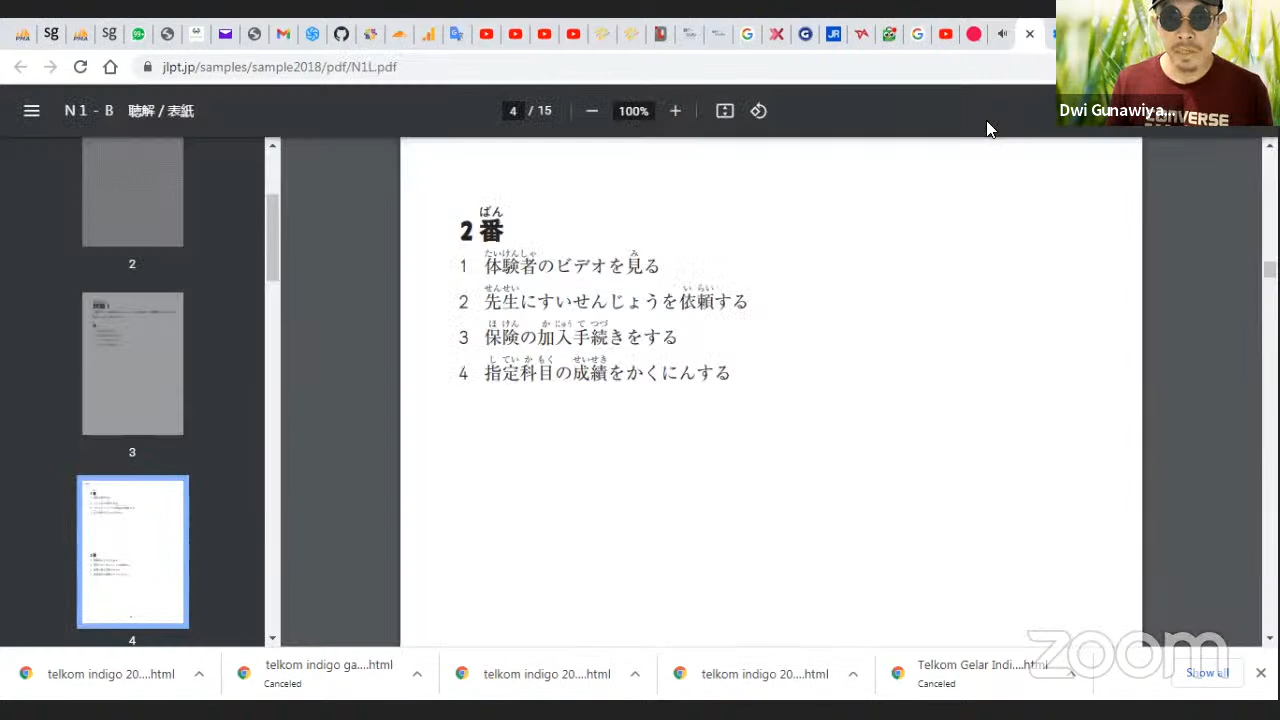 jlpt.jp/samples/sample2018/pdf/N1L.pdf
N1-B 聴解/表紙
4 / 15
100%
Dwi Gunawiya...
CONVERSE
ばん
2番
たいけんしゃ み
1 体験者のビデオを見る
せんせい いらい
2 先生にすいせんじょうを依頼する
ほけん かにゅうてつづ
3 保険の加入手続きをする
していかもく せいせき
4 指定科目の成績をかくにんする
2
3
4
zoom
telkom indigo 20....html
telkom indigo ga....html
Canceled
telkom indigo 20....html
telkom indigo 20....html
Telkom Gelar Indi....html
Canceled
Show all